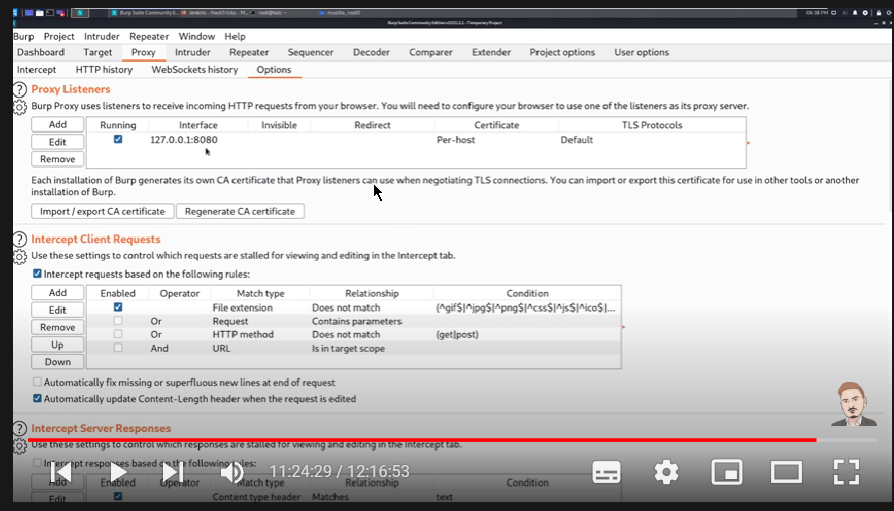 Burp Suite Community E...
Jenkins - HackTricks - M...
root@kali: ~
mozilla_root0
06:38 PM
Burp Suite Community Edition - Temporary Project
Burp Project Intruder Repeater Window Help
Dashboard Target Proxy Intruder Repeater Sequencer Decoder Comparer Extender Project options User options
Intercept HTTP history WebSockets history Options
? Proxy Listeners
Burp Proxy uses listeners to receive incoming HTTP requests from your browser. You will need to configure your browser to use one of the listeners as its proxy server.
Add Running Interface Invisible Redirect Certificate TLS Protocols
Edit 127.0.0.1:8080 Per-host Default
Remove
Each installation of Burp generates its own CA certificate that Proxy listeners can use when negotiating TLS connections. You can import or export this certificate for use in other tools or another
installation of Burp.
Import / export CA certificate Regenerate CA certificate
? Intercept Client Requests
Use these settings to control which requests are stalled for viewing and editing in the Intercept tab.
Intercept requests based on the following rules:
Add Enabled Operator Match type Relationship Condition
Edit File extension Does not match (^gif$|^jpg$|^png$|^css$|^js$|^ico$|...
Remove Or Request Contains parameters
Or HTTP method Does not match (get|post)
Up And URL Is in target scope
Down
Automatically fix missing or superfluous new lines at end of request
Automatically update Content-Length header when the request is edited
? Intercept Server Responses
Use these settings to control which responses are stalled for viewing and editing in the Intercept tab.
Intercept responses based on the following rules:
11:24:29 / 12:16:53
Add Enabled Operator Match type Relationship Condition
Edit Content type header Matches text